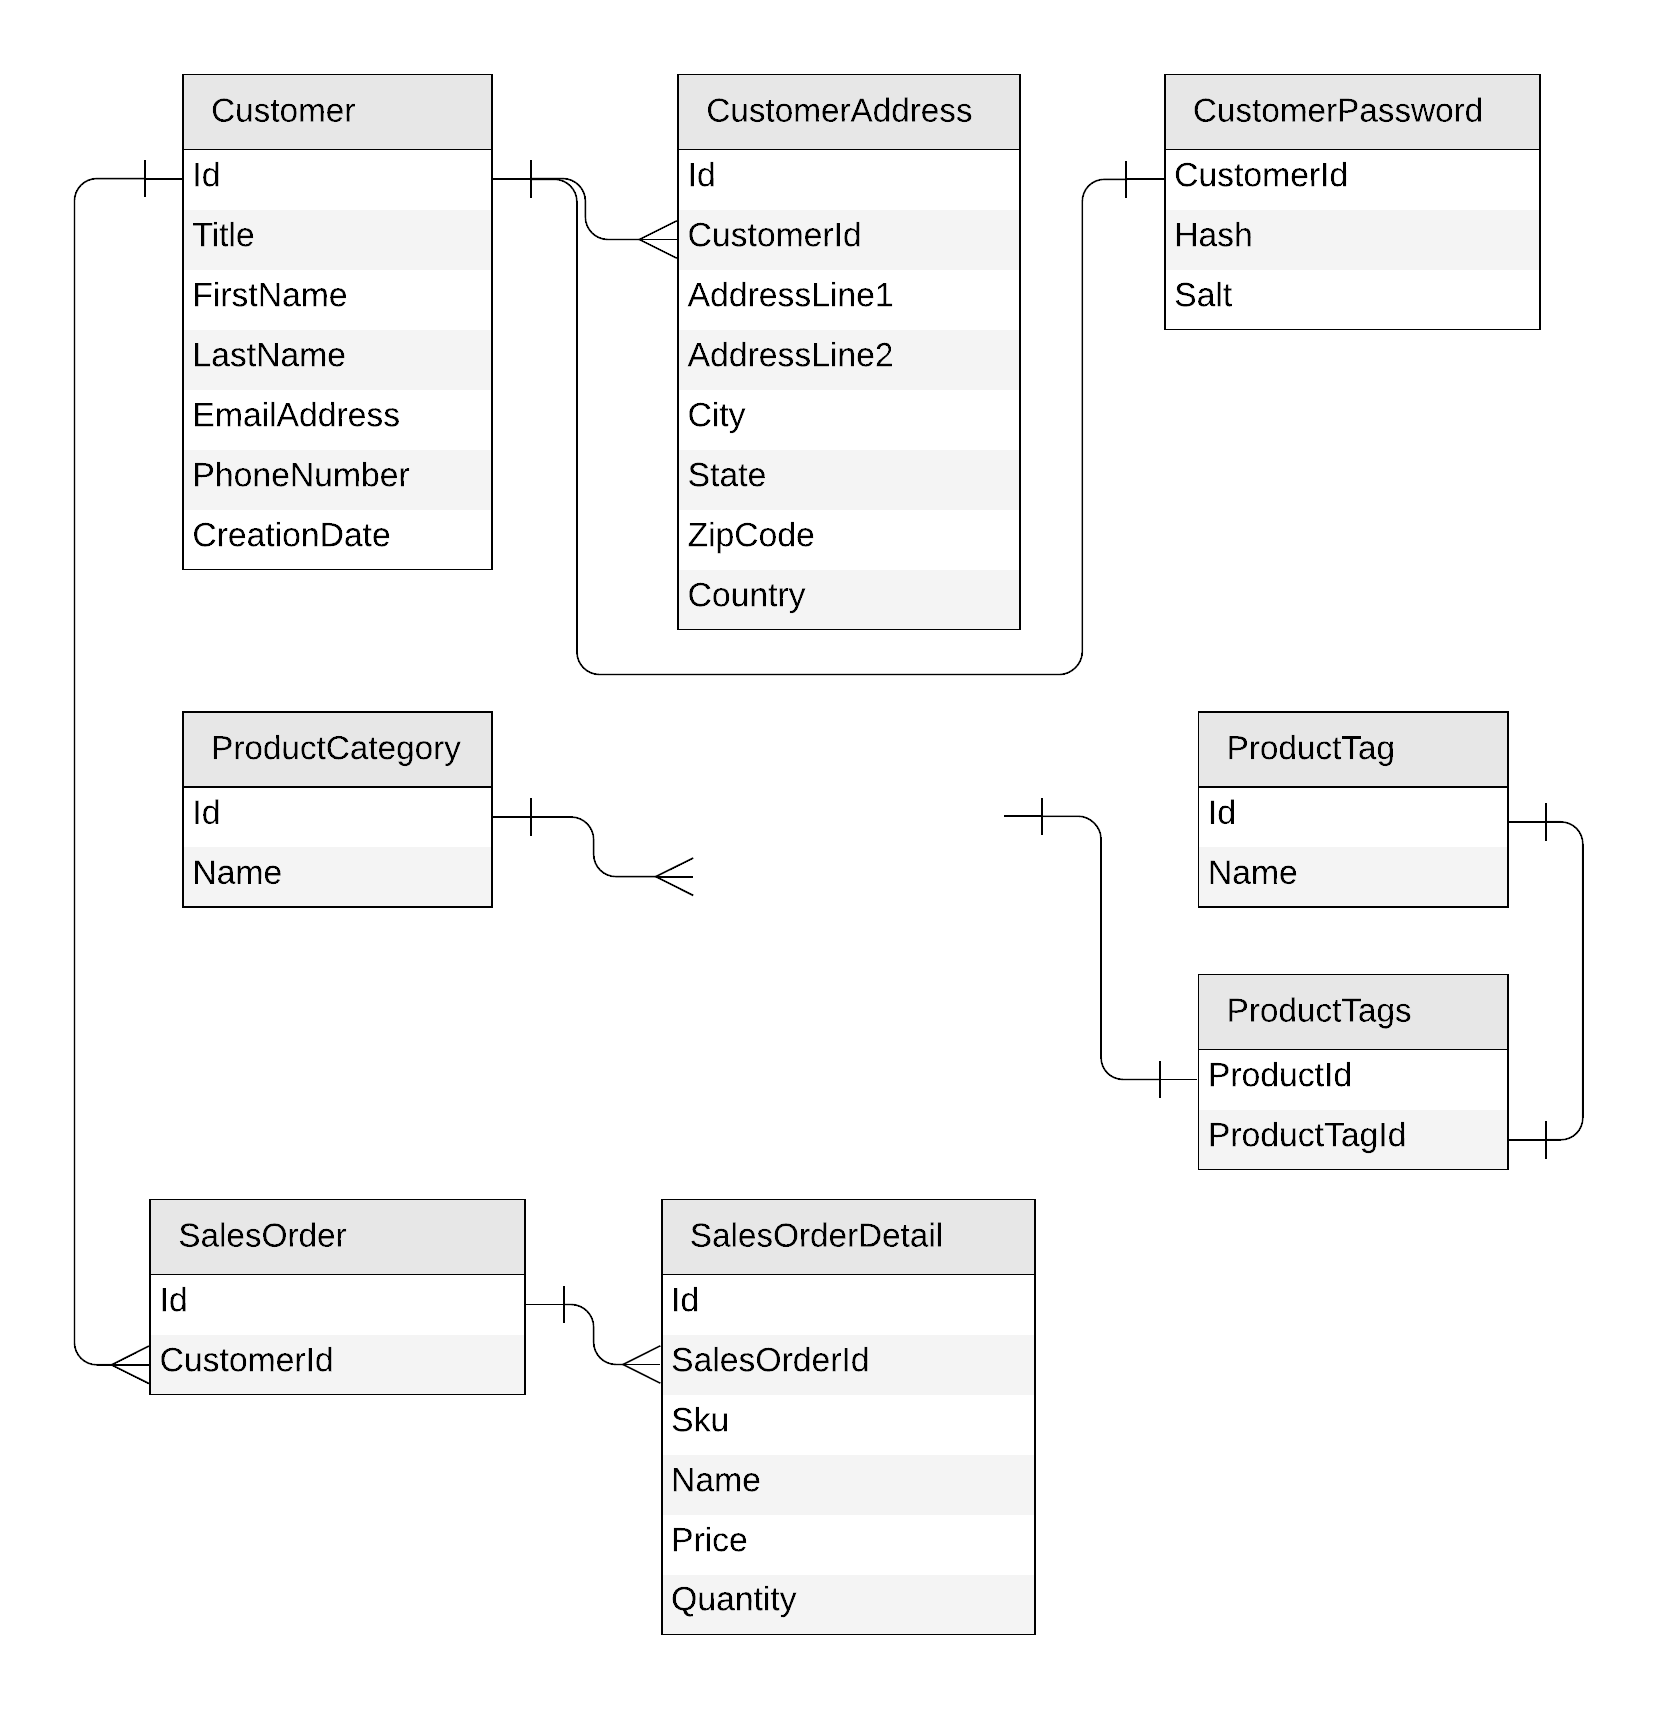 Customer
Id
Title
FirstName
LastName
EmailAddress
PhoneNumber
CreationDate
CustomerAddress
Id
CustomerId
AddressLine1
AddressLine2
City
State
ZipCode
Country
CustomerPassword
CustomerId
Hash
Salt
ProductCategory
Id
Name
ProductTag
Id
Name
ProductTags
ProductId
ProductTagId
SalesOrder
Id
CustomerId
SalesOrderDetail
Id
SalesOrderId
Sku
Name
Price
Quantity